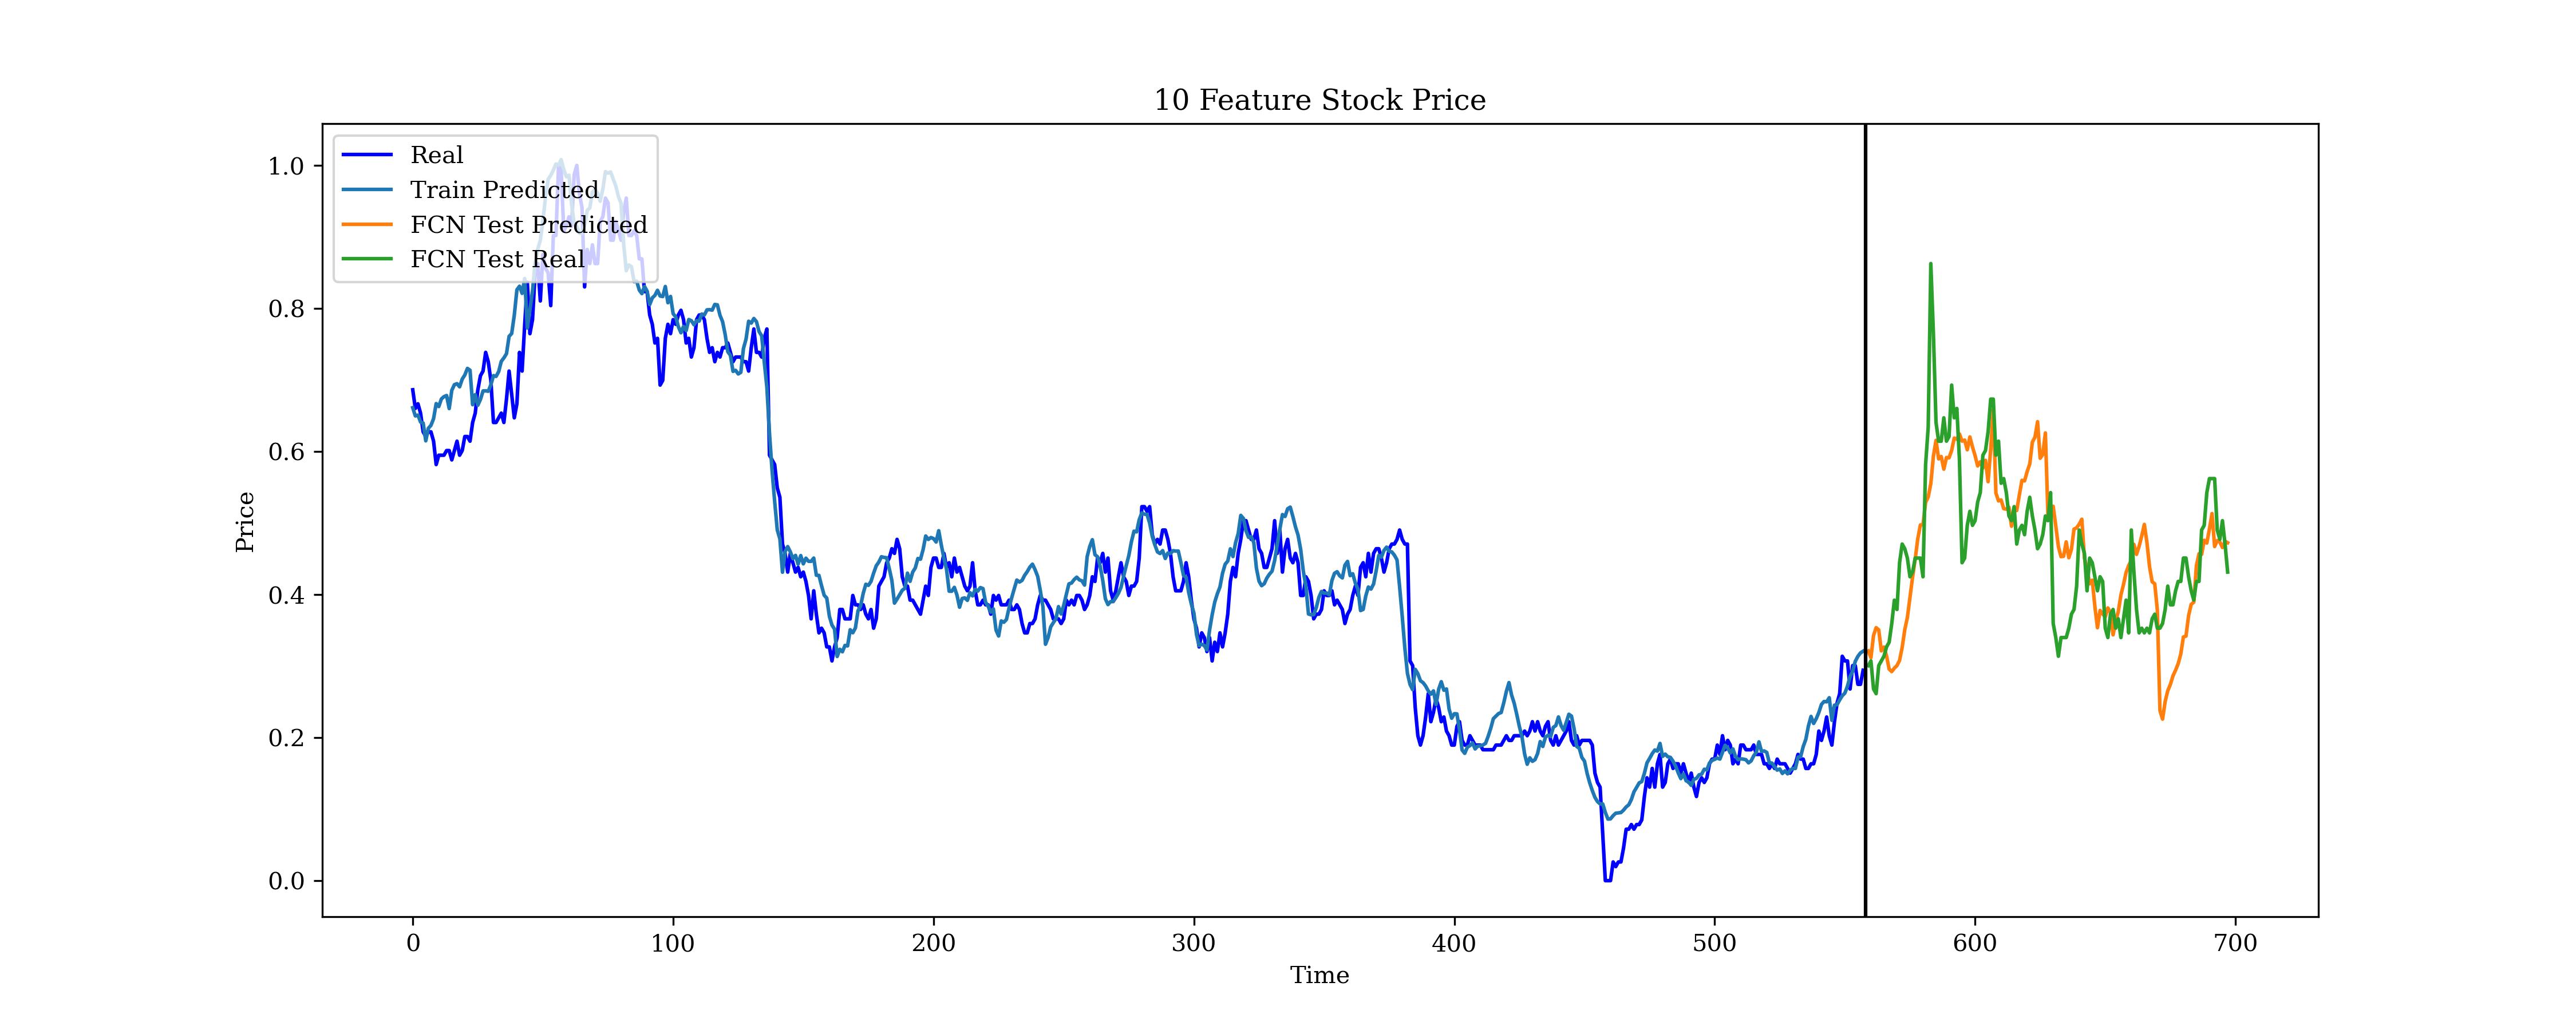 10 Feature Stock Price
Real
Train Predicted
FCN Test Predicted
FCN Test Real
1.0
0.8
0.6
0.4
0.2
0.0
Price
0 100 200 300 400 500 600 700
Time